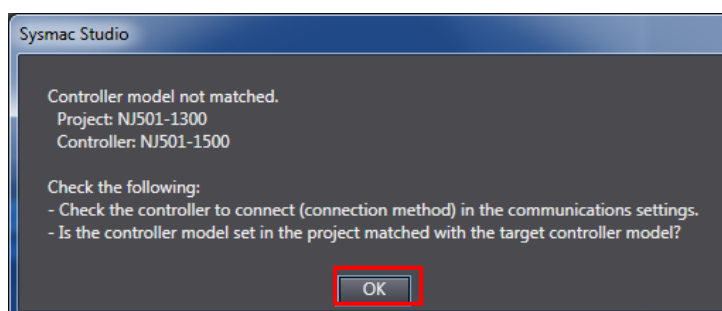 Sysmac Studio
Controller model not matched.
Project: NJ501-1300
Controller: NJ501-1500
Check the following:
- Check the controller to connect (connection method) in the communications settings.
- Is the controller model set in the project matched with the target controller model?
OK